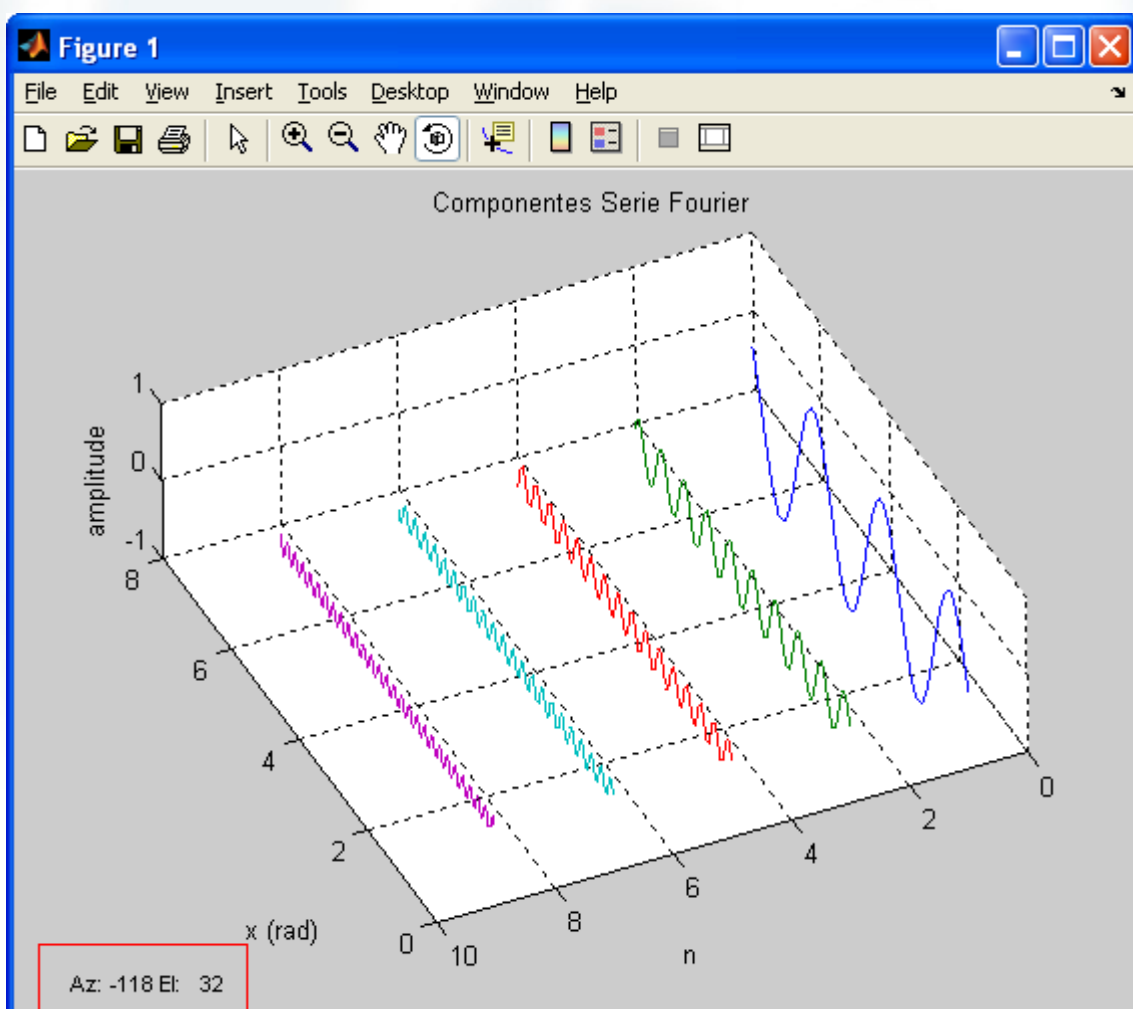 Figure 1
File Edit View Insert Tools Desktop Window Help
Componentes Serie Fourier
1
0
-1
amplitude
8
6
4
2
0
x (rad)
10
8
6
4
2
0
n
Az: -118 El: 32